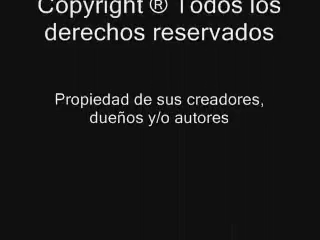 Copyright ® Todos los
derechos reservados
Propiedad de sus creadores,
dueños y/o autores